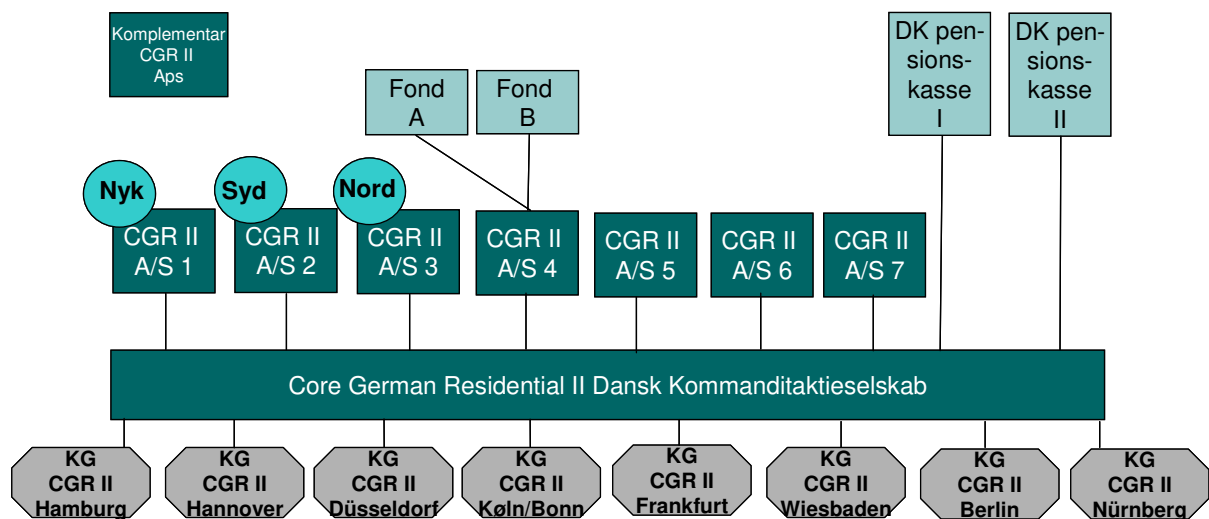 Komplementar
CGR II
Aps
Fond
A
Fond
B
DK pen-
sions-
kasse
I
DK pen-
sions-
kasse
II
Nyk
Syd
Nord
CGR II
A/S 1
CGR II
A/S 2
CGR II
A/S 3
CGR II
A/S 4
CGR II
A/S 5
CGR II
A/S 6
CGR II
A/S 7
Core German Residential II Dansk Kommanditaktieselskab
KG
CGR II
Hamburg
KG
CGR II
Hannover
KG
CGR II
Düsseldorf
KG
CGR II
Køln/Bonn
KG
CGR II
Frankfurt
KG
CGR II
Wiesbaden
KG
CGR II
Berlin
KG
CGR II
Nürnberg